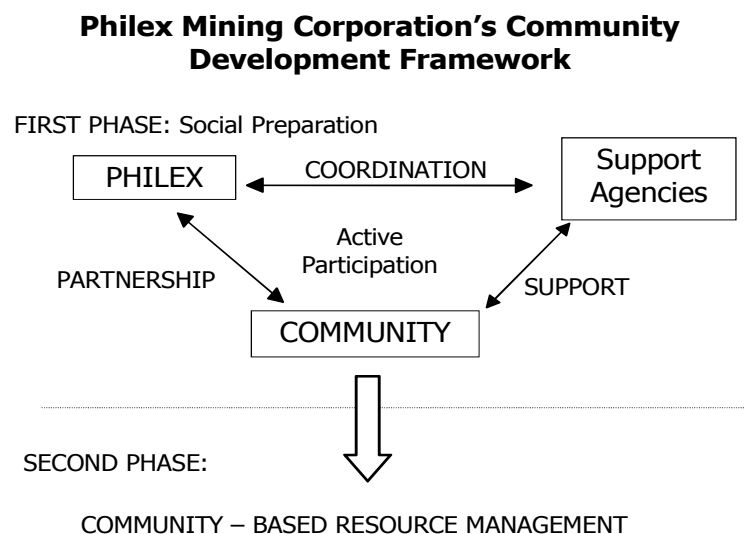 Philex Mining Corporation's Community
Development Framework
FIRST PHASE: Social Preparation
PHILEX
COORDINATION
Support
Agencies
Active
Participation
PARTNERSHIP
SUPPORT
COMMUNITY
SECOND PHASE:
COMMUNITY – BASED RESOURCE MANAGEMENT